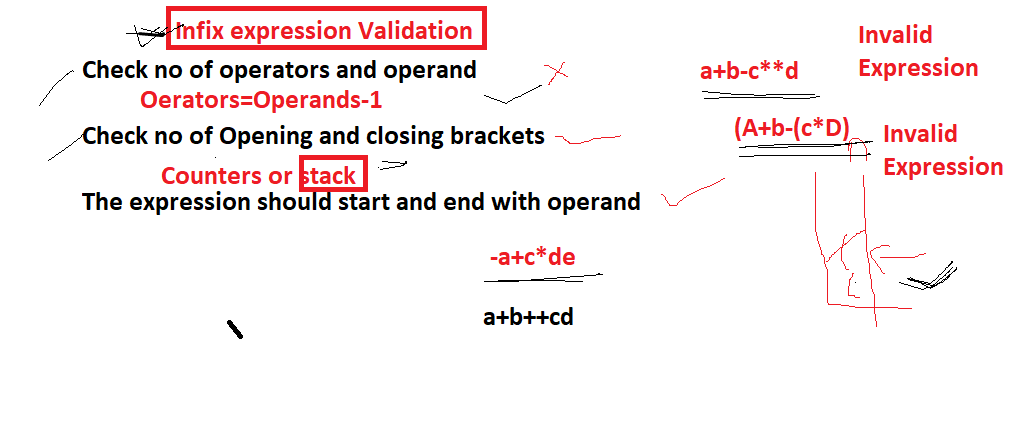 Infix expression Validation
Check no of operators and operand
Oerators=Operands-1
Check no of Opening and closing brackets
Counters or stack
The expression should start and end with operand
-a+c*de
a+b++cd
a+b-c**d
Invalid
Expression
(A+b-(c*D)
Invalid
Expression
( (
(